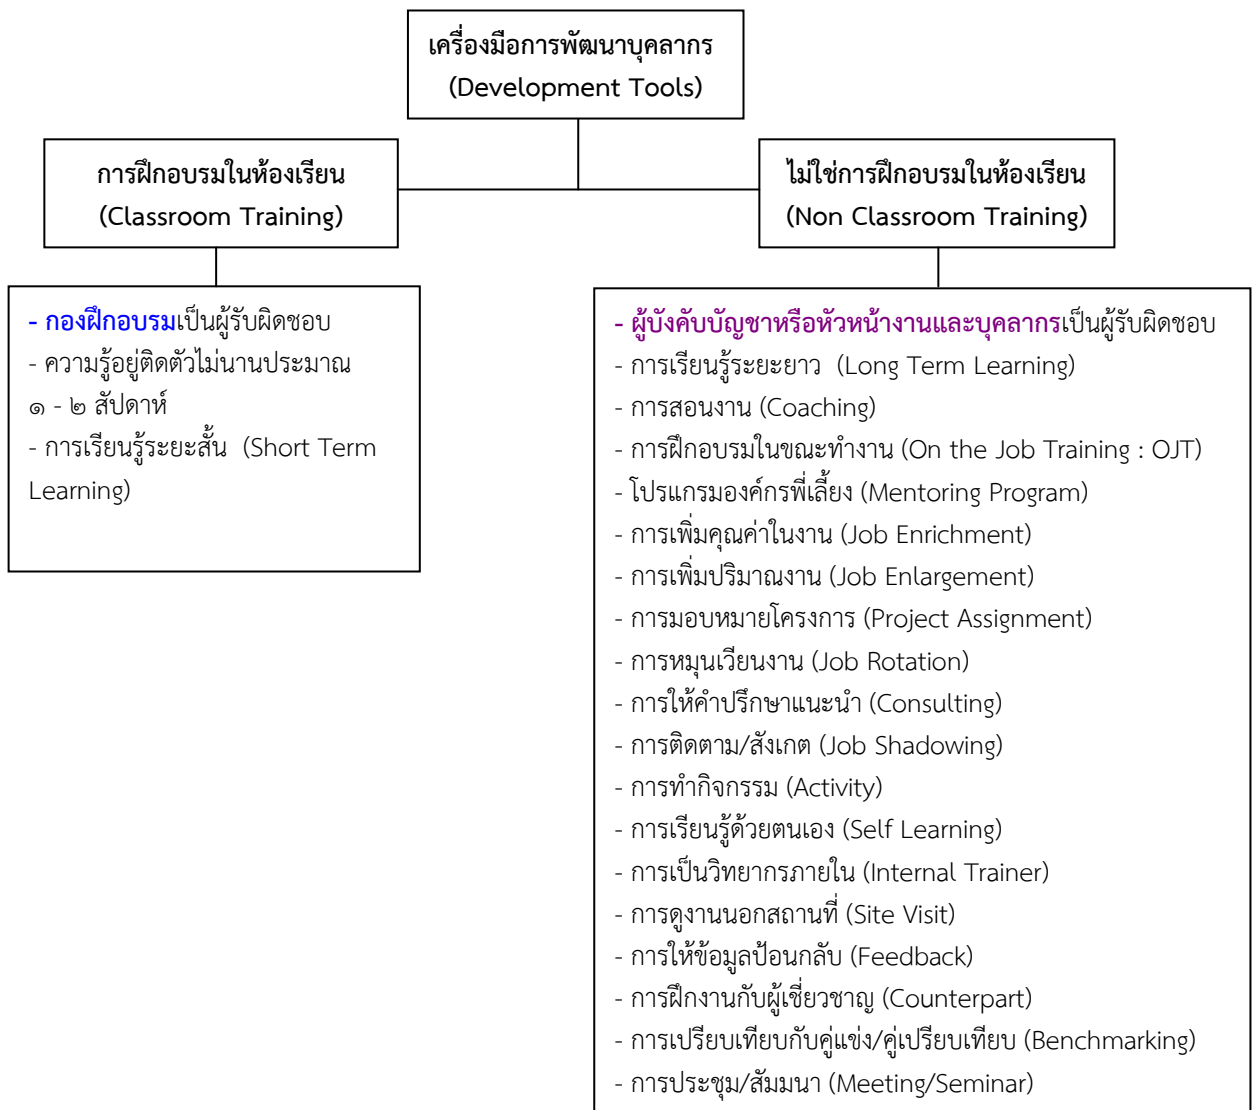 เครื่องมือการพัฒนาบุคลากร
(Development Tools)
การฝึกอบรมในห้องเรียน
(Classroom Training)
ไม่ใช่การฝึกอบรมในห้องเรียน
(Non Classroom Training)
- กองฝึกอบรมเป็นผู้รับผิดชอบ
- ความรู้อยู่ติดตัวไม่นานประมาณ
๑ - ๒ สัปดาห์
- การเรียนรู้ระยะสั้น (Short Term
Learning)
- ผู้บังคับบัญชาหรือหัวหน้างานและบุคลากรเป็นผู้รับผิดชอบ
- การเรียนรู้ระยะยาว (Long Term Learning)
- การสอนงาน (Coaching)
- การฝึกอบรมในขณะทำงาน (On the Job Training : OJT)
- โปรแกรมองค์กรพี่เลี้ยง (Mentoring Program)
- การเพิ่มคุณค่าในงาน (Job Enrichment)
- การเพิ่มปริมาณงาน (Job Enlargement)
- การมอบหมายโครงการ (Project Assignment)
- การหมุนเวียนงาน (Job Rotation)
- การให้คำปรึกษาแนะนำ (Consulting)
- การติดตาม/สังเกต (Job Shadowing)
- การทำกิจกรรม (Activity)
- การเรียนรู้ด้วยตนเอง (Self Learning)
- การเป็นวิทยากรภายใน (Internal Trainer)
- การดูงานนอกสถานที่ (Site Visit)
- การให้ข้อมูลป้อนกลับ (Feedback)
- การฝึกงานกับผู้เชี่ยวชาญ (Counterpart)
- การเปรียบเทียบกับคู่แข่ง/คู่เปรียบเทียบ (Benchmarking)
- การประชุม/สัมมนา (Meeting/Seminar)